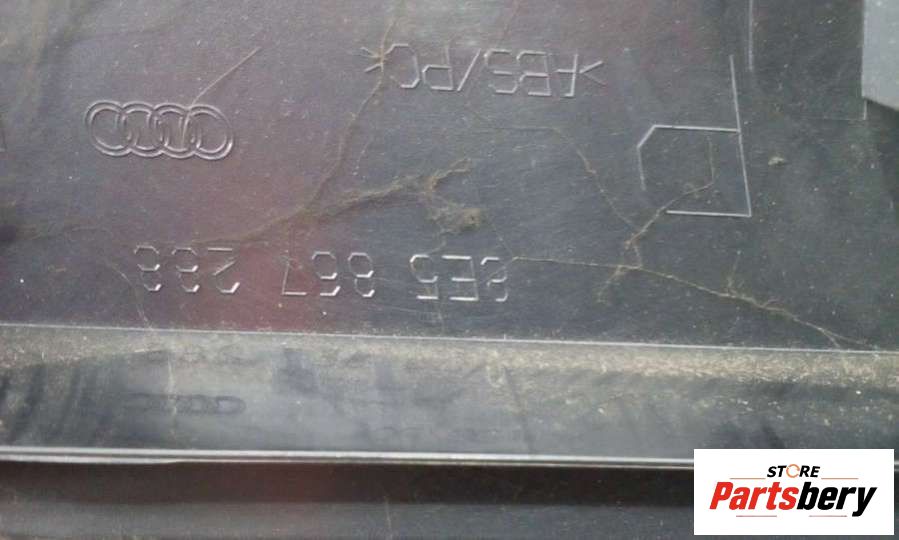 >ABS/PC<
8E5 867 288
STORE
Partsbery